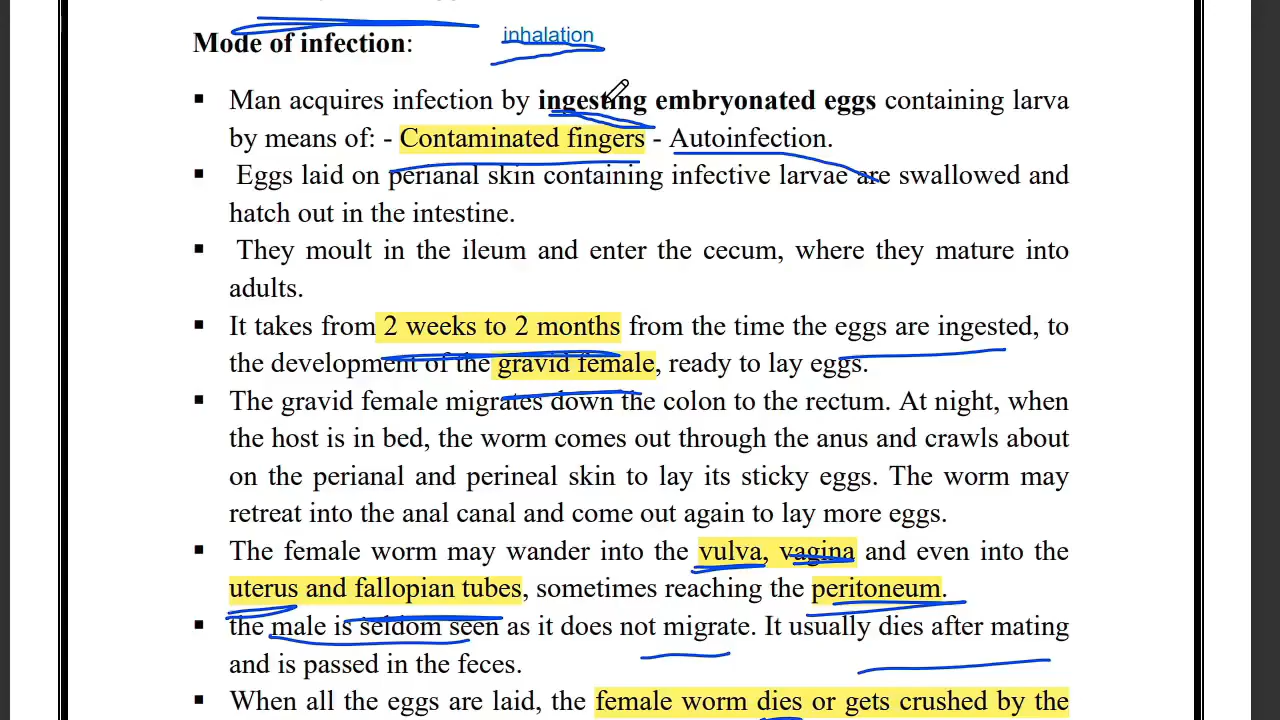 Mode of infection:
inhalation
▪ Man acquires infection by ingesting embryonated eggs containing larva
by means of: - Contaminated fingers - Autoinfection.
▪ Eggs laid on perianal skin containing infective larvae are swallowed and
hatch out in the intestine.
▪ They moult in the ileum and enter the cecum, where they mature into
adults.
▪ It takes from 2 weeks to 2 months from the time the eggs are ingested, to
the development of the gravid female, ready to lay eggs.
▪ The gravid female migrates down the colon to the rectum. At night, when
the host is in bed, the worm comes out through the anus and crawls about
on the perianal and perineal skin to lay its sticky eggs. The worm may
retreat into the anal canal and come out again to lay more eggs.
▪ The female worm may wander into the vulva, vagina and even into the
uterus and fallopian tubes, sometimes reaching the peritoneum.
▪ the male is seldom seen as it does not migrate. It usually dies after mating
and is passed in the feces.
▪ When all the eggs are laid, the female worm dies or gets crushed by the